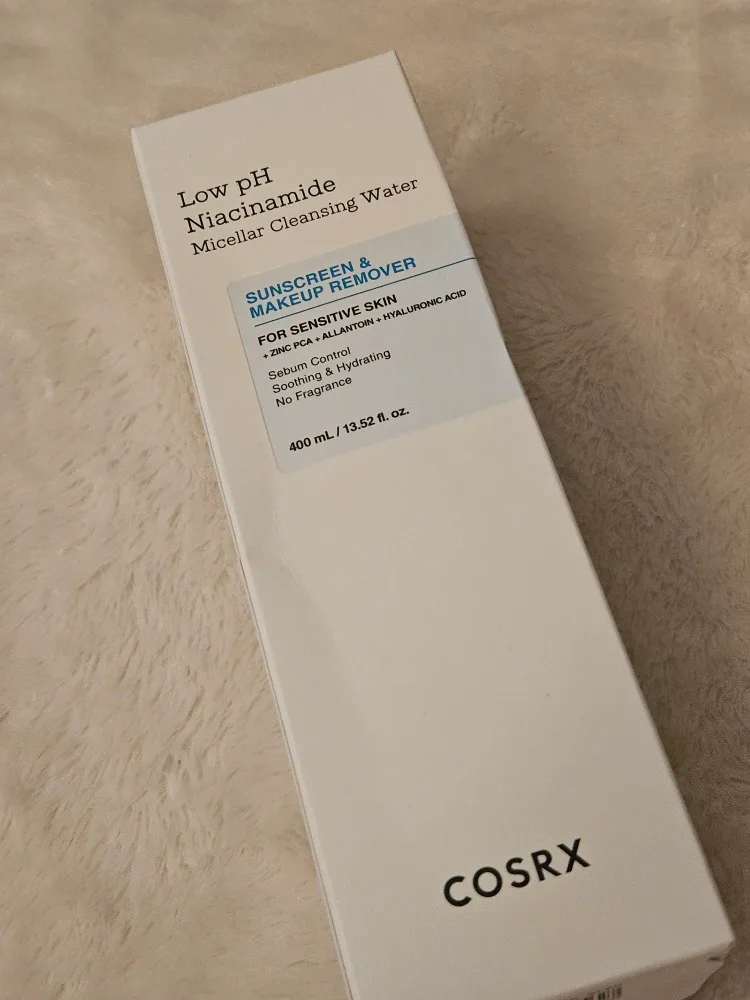 Low pH
Niacinamide
Micellar Cleansing Water
SUNSCREEN &
MAKEUP REMOVER
FOR SENSITIVE SKIN
+ ZINC PCA + ALLANTOIN + HYALURONIC ACID
Sebum Control
Soothing & Hydrating
No Fragrance
400 mL / 13.52 fl. oz.
COSRX